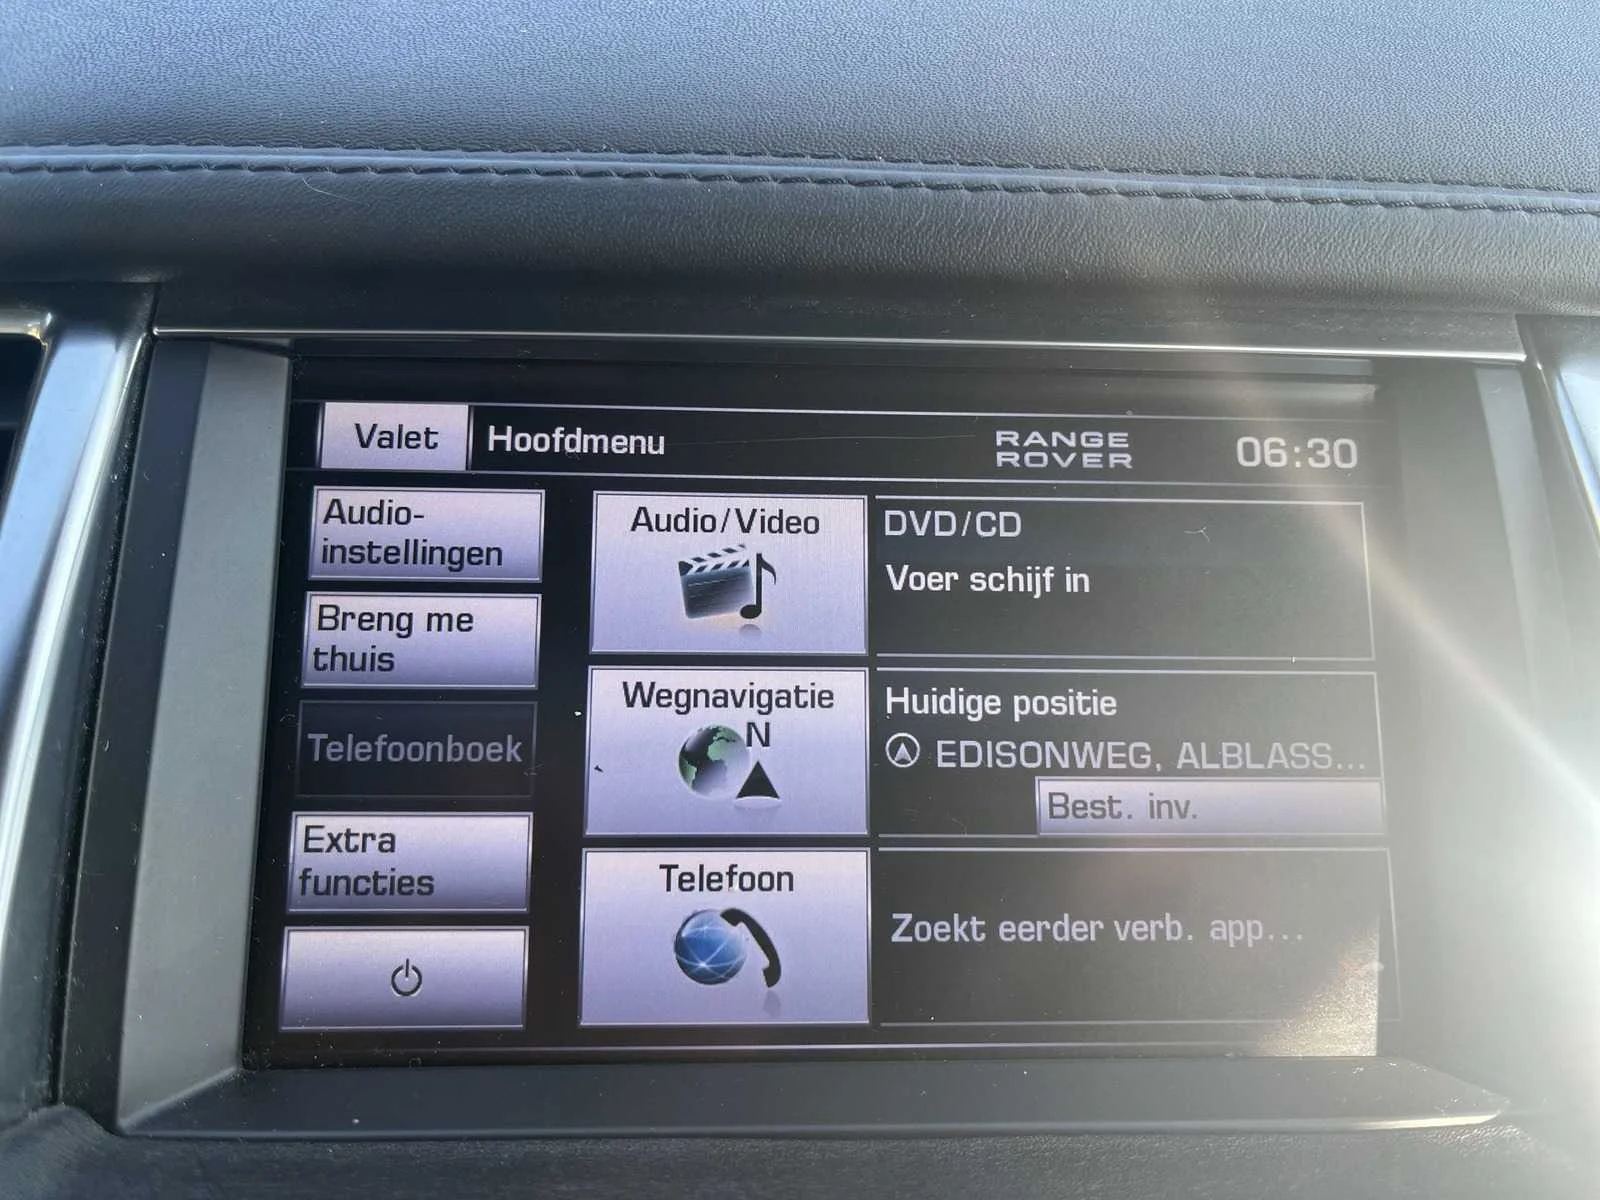 Valet
Hoofdmenu
RANGE
ROVER
06:30
Audio-
instellingen
Breng me
thuis
Telefoonboek
Extra
functies
Audio/Video
DVD/CD
Voer schijf in
Wegnavigatie
N
Huidige positie
EDISONWEG, ALBLASS...
Best. inv.
Telefoon
Zoekt eerder verb. app...